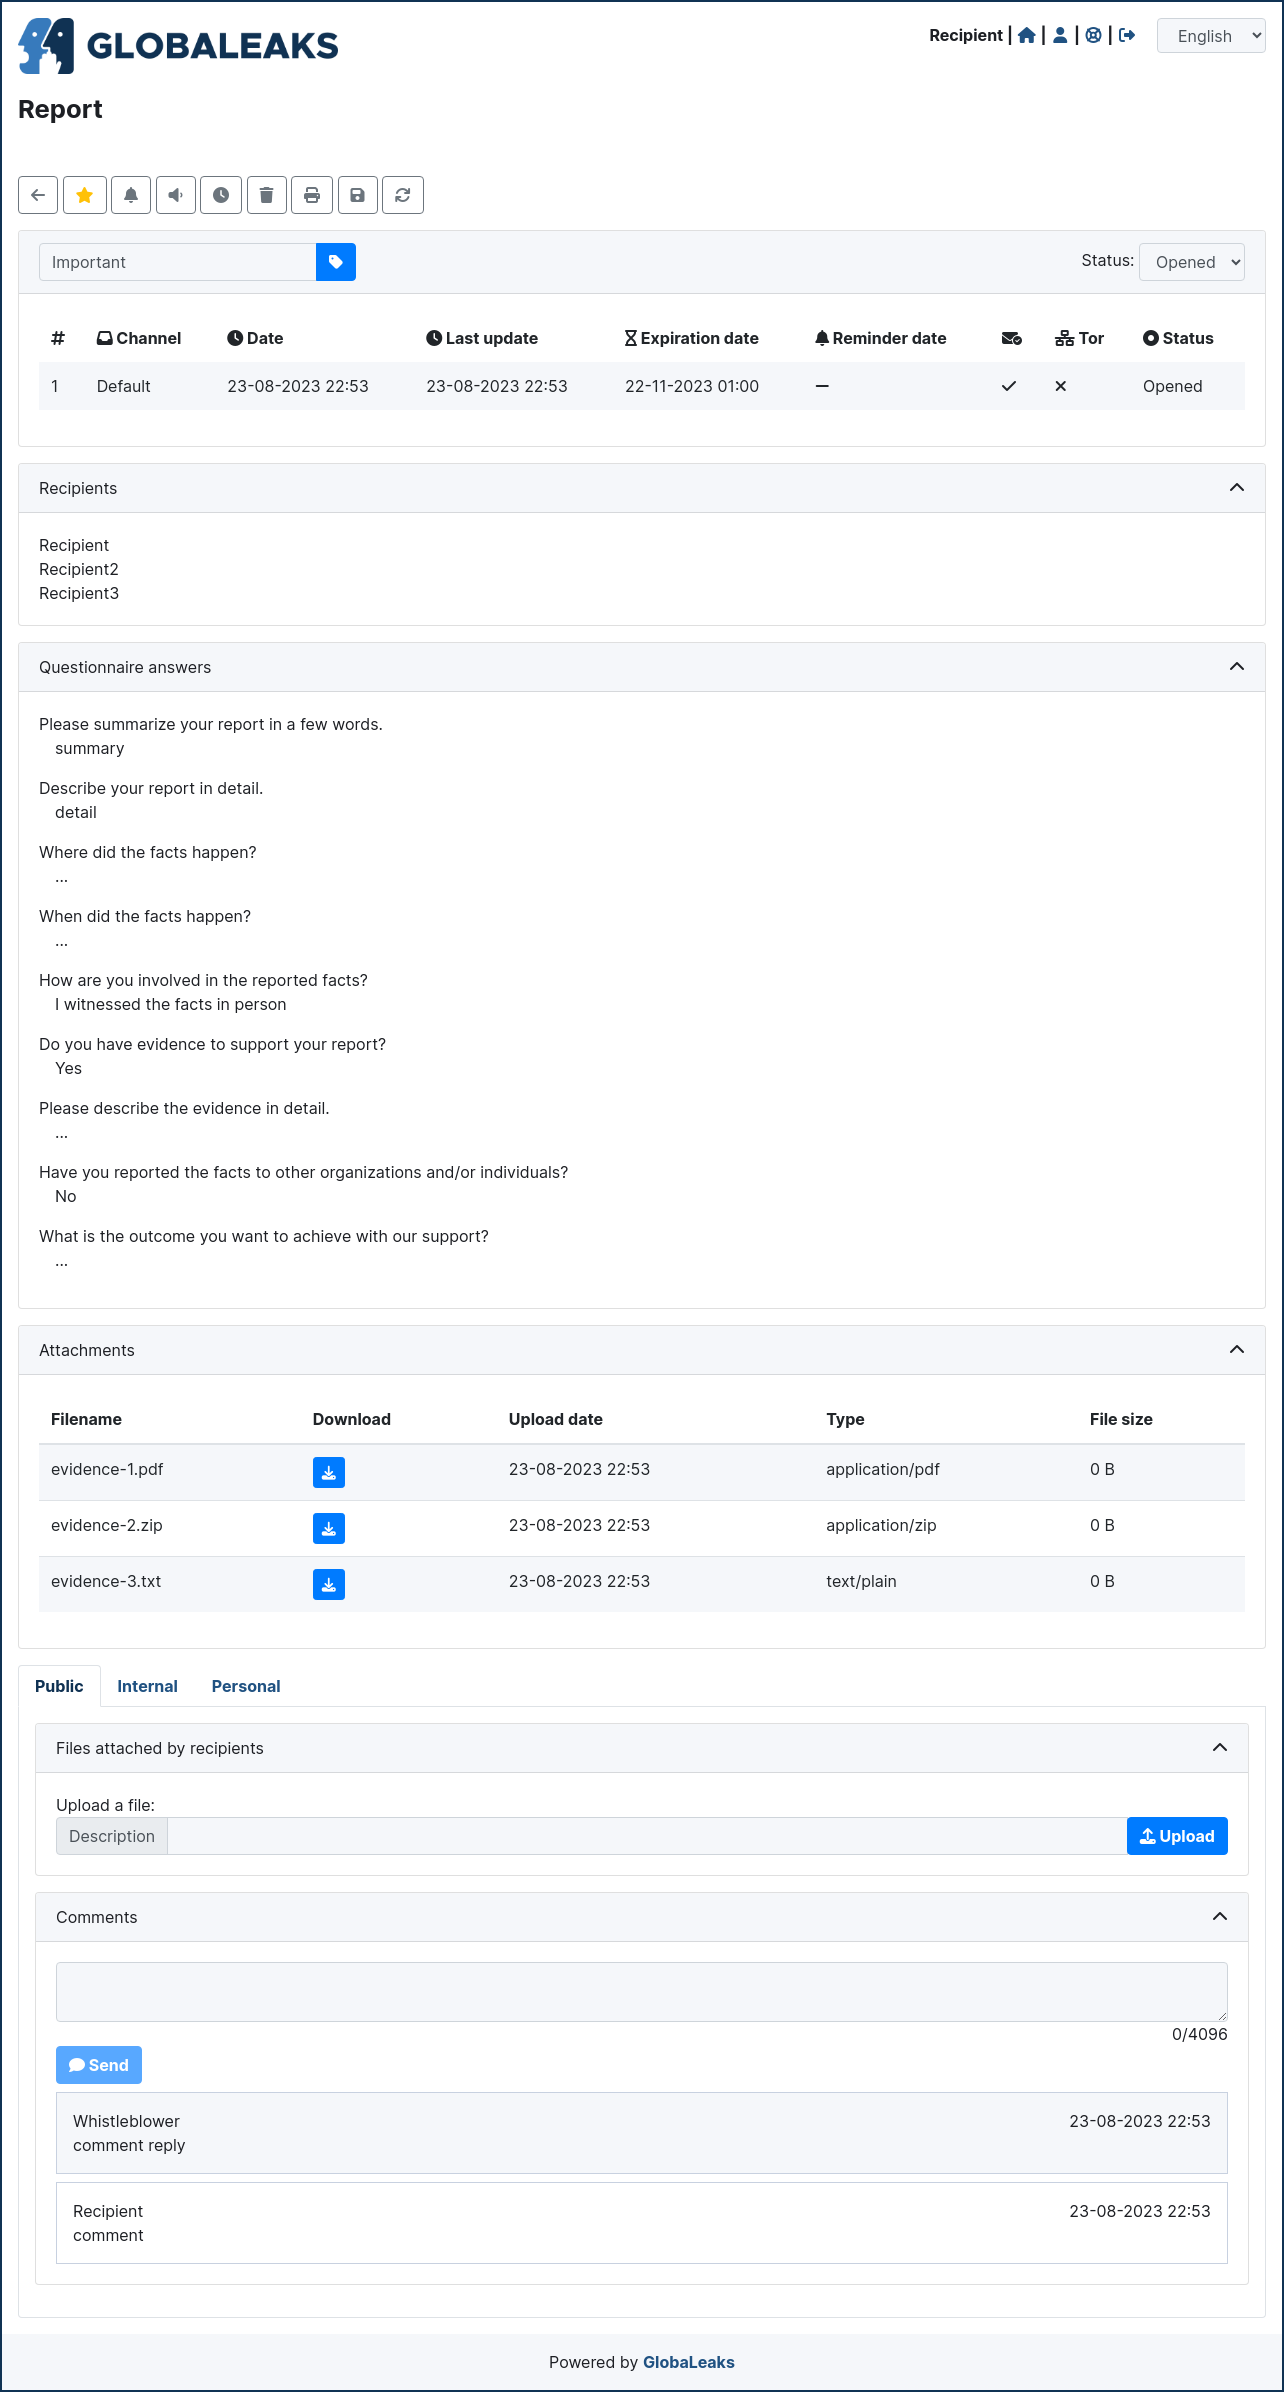 GLOBALEAKS
Recipient | | | |
English
Report
Important
Status: Opened
# Channel Date Last update Expiration date Reminder date Tor Status
1 Default 23-08-2023 22:53 23-08-2023 22:53 22-11-2023 01:00 Opened
Recipients
Recipient
Recipient2
Recipient3
Questionnaire answers
Please summarize your report in a few words.
summary
Describe your report in detail.
detail
Where did the facts happen?
...
When did the facts happen?
...
How are you involved in the reported facts?
I witnessed the facts in person
Do you have evidence to support your report?
Yes
Please describe the evidence in detail.
...
Have you reported the facts to other organizations and/or individuals?
No
What is the outcome you want to achieve with our support?
...
Attachments
Filename Download Upload date Type File size
evidence-1.pdf 23-08-2023 22:53 application/pdf 0 B
evidence-2.zip 23-08-2023 22:53 application/zip 0 B
evidence-3.txt 23-08-2023 22:53 text/plain 0 B
Public Internal Personal
Files attached by recipients
Upload a file:
Description Upload
Comments
0/4096
Send
Whistleblower 23-08-2023 22:53
comment reply
Recipient 23-08-2023 22:53
comment
Powered by GlobaLeaks